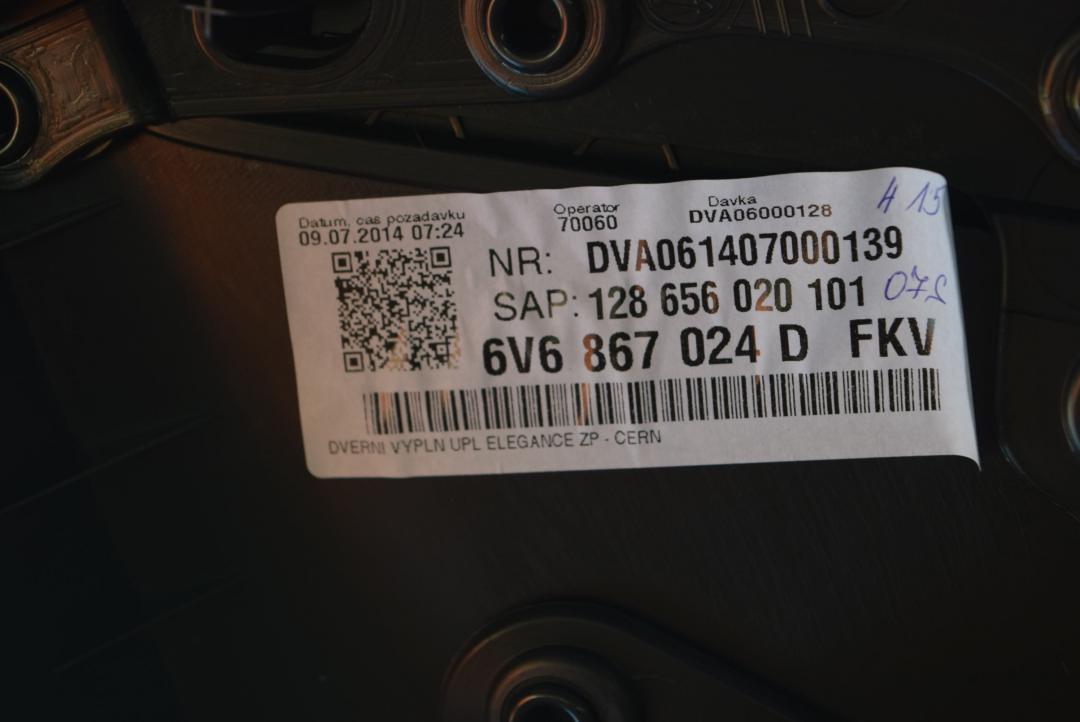 Datum, cas pozadavku
09.07.2014 07:24
Operator
70060
Davka
DVA06000128
NR: DVA061407000139
SAP: 128 656 020 101
6V6 867 024 D FKV
DVERNI VYPLN UPL ELEGANCE ZP - CERN